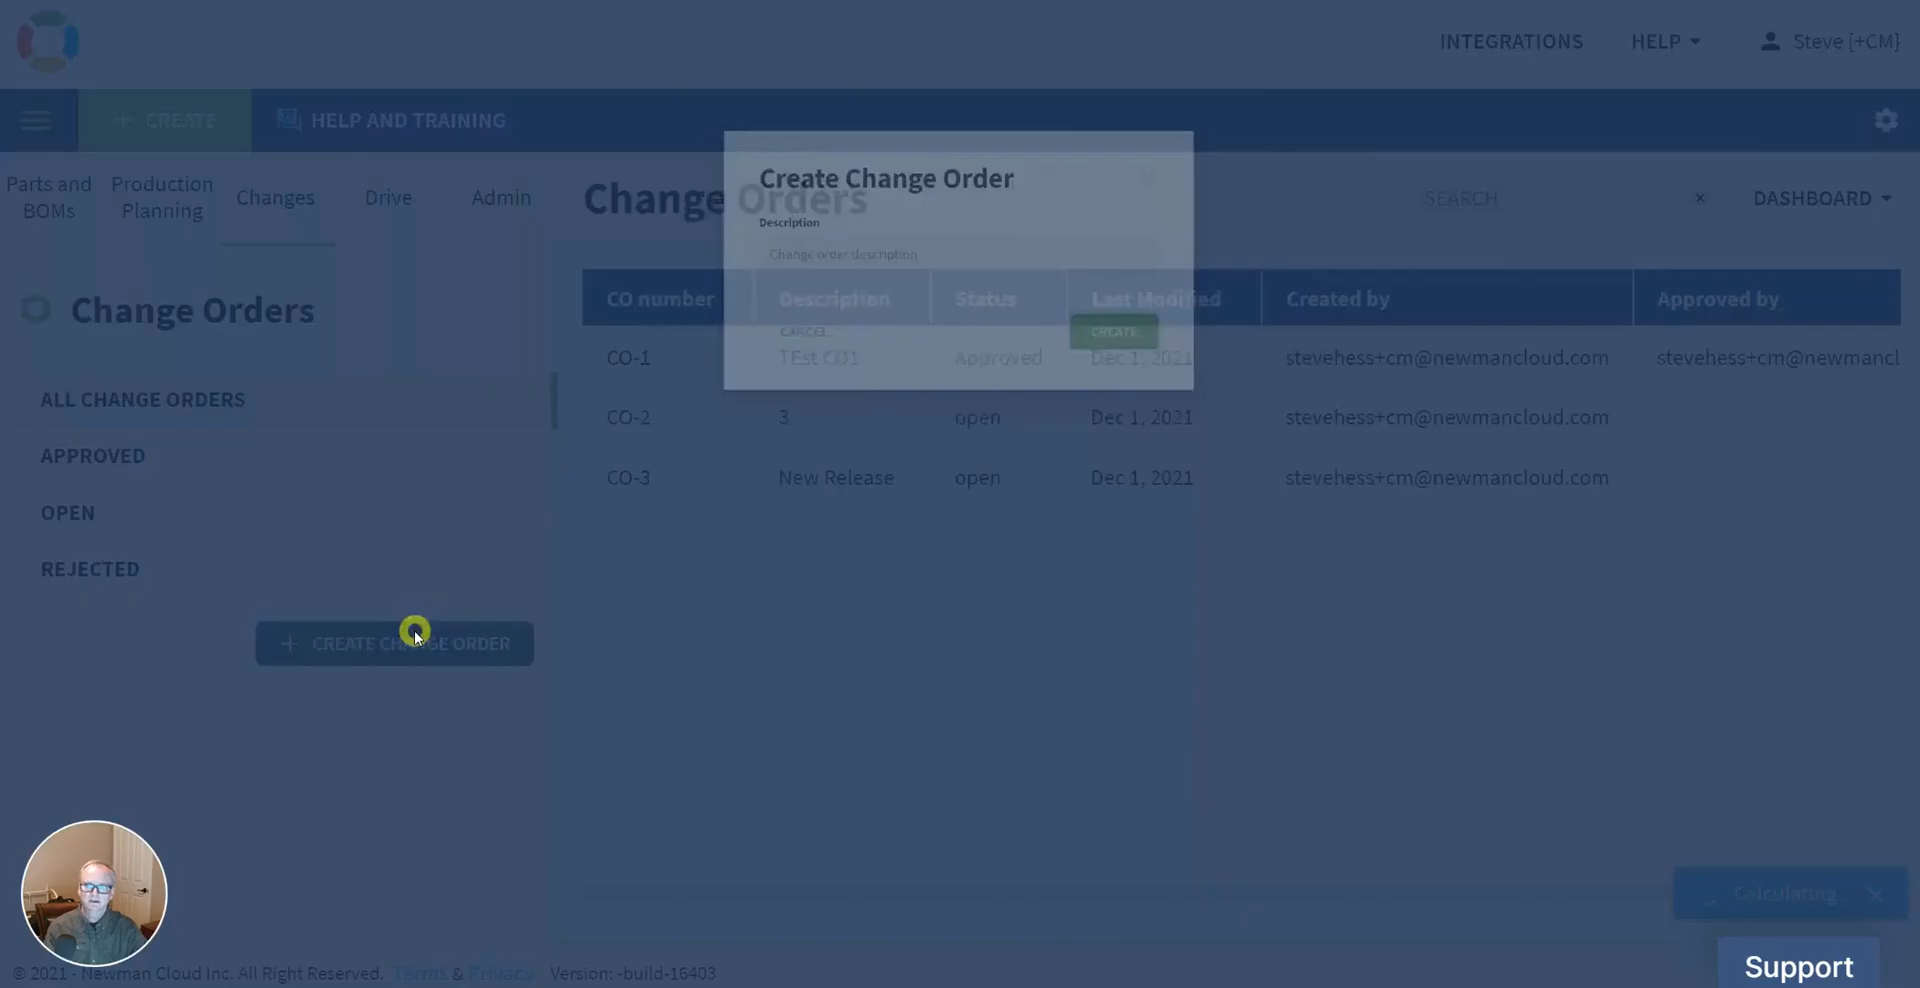 INTEGRATIONS
HELP
Steve [+CM}
CREATE
HELP AND TRAINING
Parts and BOMs
Production Planning
Changes
Drive
Admin
Change Orders
SEARCH
DASHBOARD
Create Change Order
Description
Change order description
CANCEL
CREATE
Change Orders
ALL CHANGE ORDERS
APPROVED
OPEN
REJECTED
CREATE CHANGE ORDER
CO number Description Status Last Modified Created by Approved by
CO-1 TEst CO1 Approved Dec 1, 2021 stevehess+cm@newmancloud.com stevehess+cm@newmancl
CO-2 3 open Dec 1, 2021 stevehess+cm@newmancloud.com
CO-3 New Release open Dec 1, 2021 stevehess+cm@newmancloud.com
Calculating...
Support
© 2021 - Newman Cloud Inc. All Right Reserved. Terms & Privacy Version: -build-16403